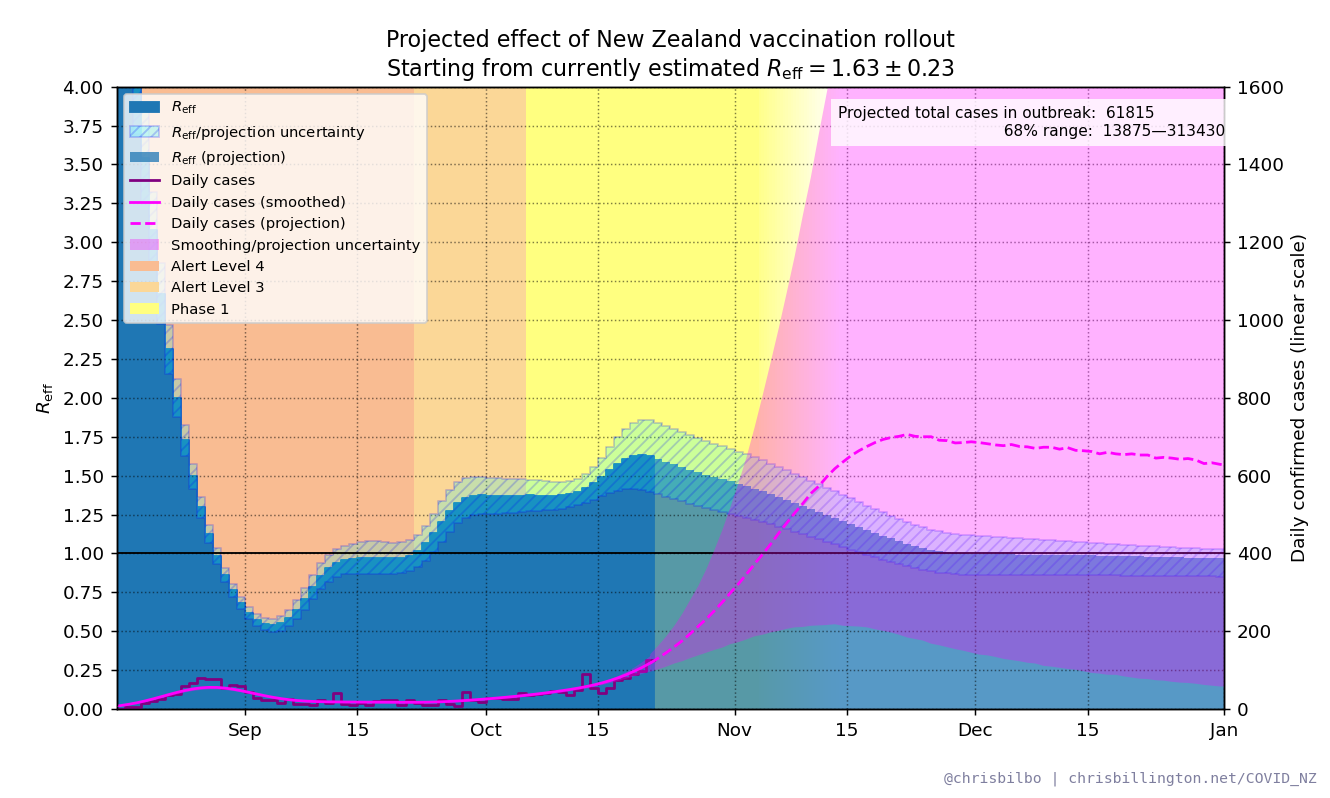 Projected effect of New Zealand vaccination rollout
Starting from currently estimated Reff = 1.63 ± 0.23
Reff
Reff/projection uncertainty
Reff (projection)
Daily cases
Daily cases (smoothed)
Daily cases (projection)
Smoothing/projection uncertainty
Alert Level 4
Alert Level 3
Phase 1
Projected total cases in outbreak: 61815
68% range: 13875—313430
4.00
3.75
3.50
3.25
3.00
2.75
2.50
2.25
2.00
1.75
1.50
1.25
1.00
0.75
0.50
0.25
0.00
Reff
1600
1400
1200
1000
800
600
400
200
0
Daily confirmed cases (linear scale)
Sep 15 Oct 15 Nov 15 Dec 15 Jan
@chrisbilbo | chrisbillington.net/COVID_NZ